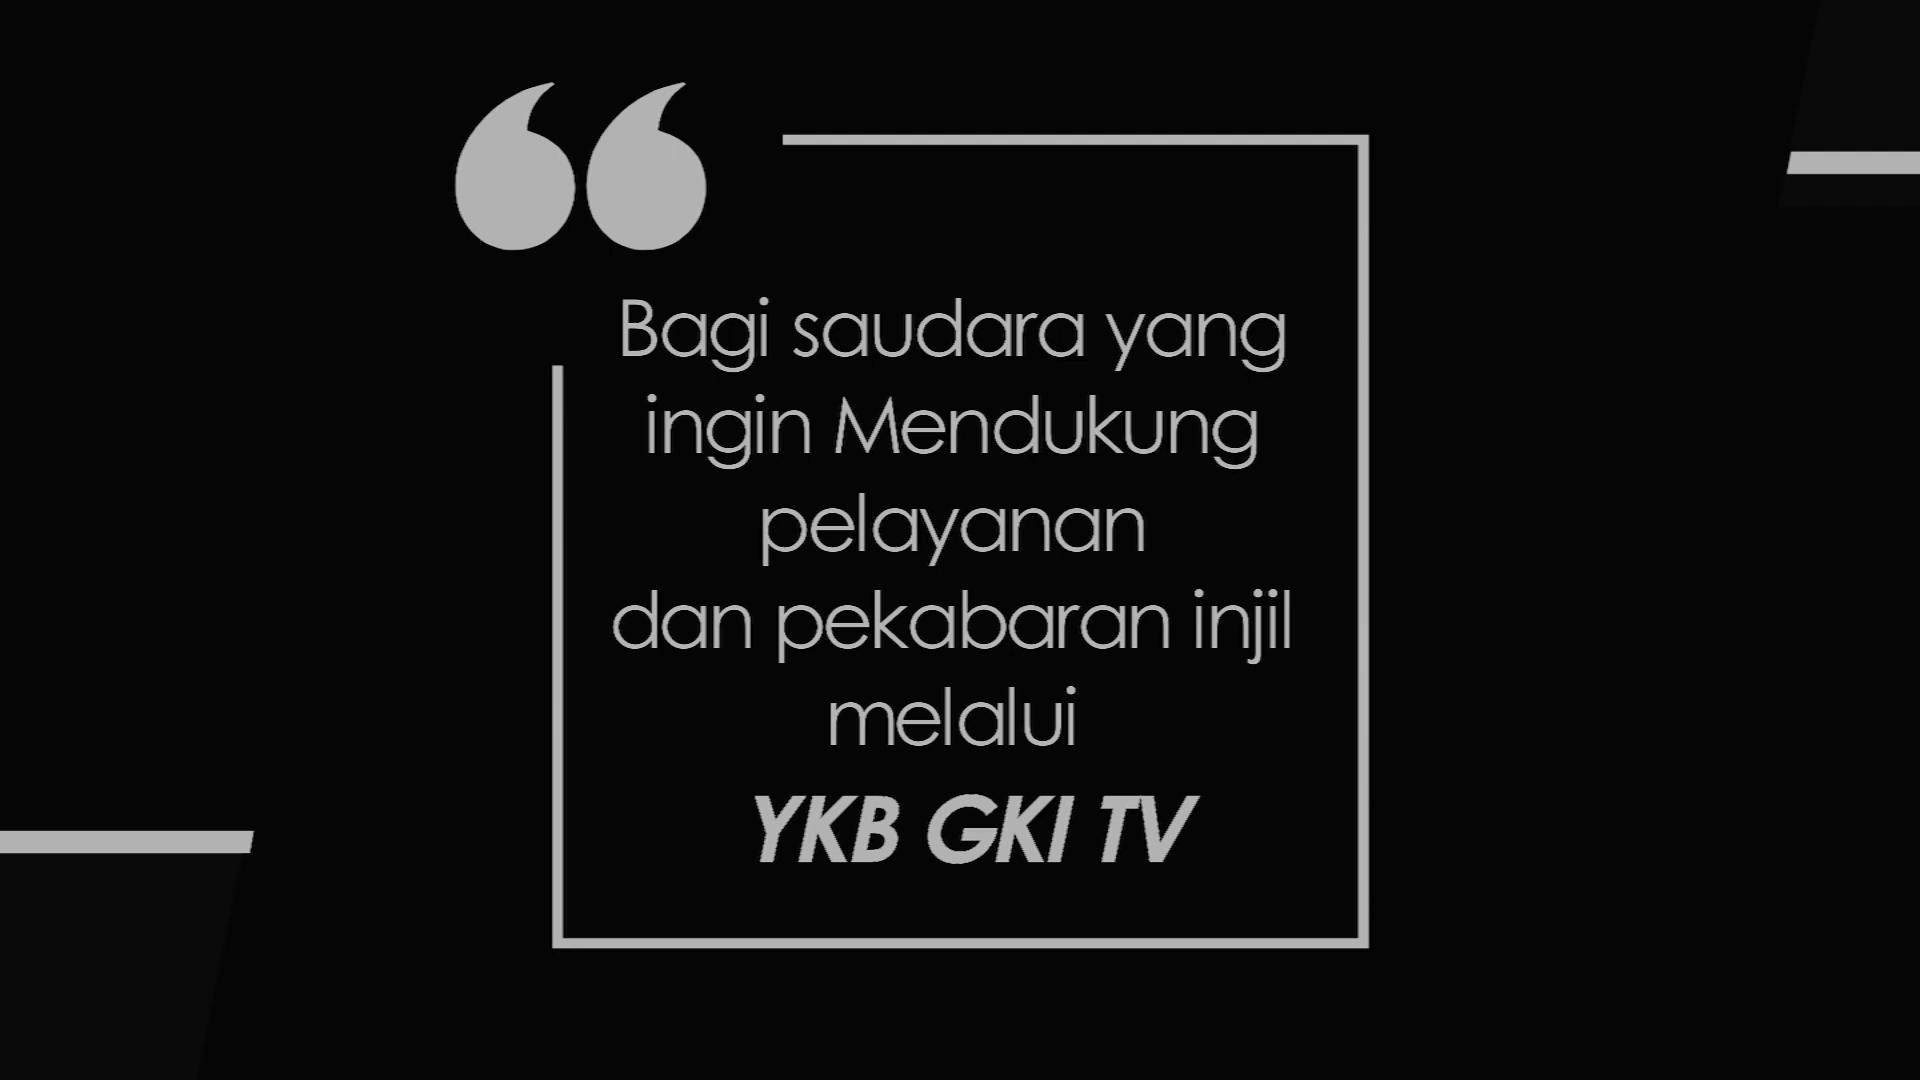 Bagi saudara yang
ingin Mendukung
pelayanan
dan pekabaran injil
melalui
YKB GKI TV